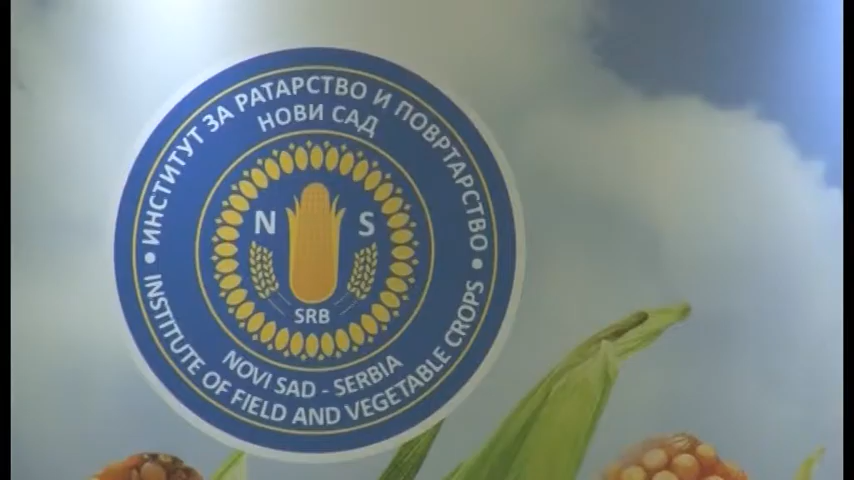 ИНСТИТУТ ЗА РАТАРСТВО И ПОВРТАРСТВО
НОВИ САД
N S
SRB
NOVI SAD - SERBIA
INSTITUTE OF FIELD AND VEGETABLE CROPS